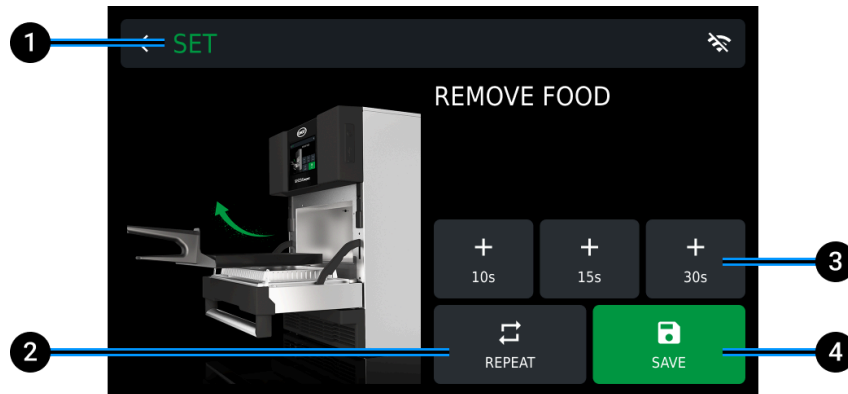 1
SET
REMOVE FOOD
+ + +
10s 15s 30s
3
2
REPEAT
SAVE
4